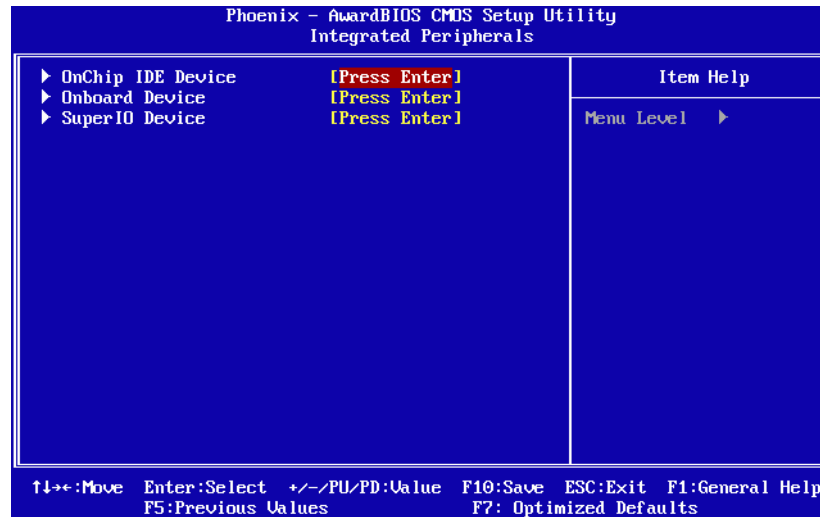 Phoenix - AwardBIOS CMOS Setup Utility
Integrated Peripherals
▶ OnChip IDE Device [Press Enter]
▶ Onboard Device [Press Enter]
▶ SuperIO Device [Press Enter]
Item Help
Menu Level ▶
↑↓→←:Move Enter:Select +/-/PU/PD:Value F10:Save ESC:Exit F1:General Help
F5:Previous Values F7: Optimized Defaults